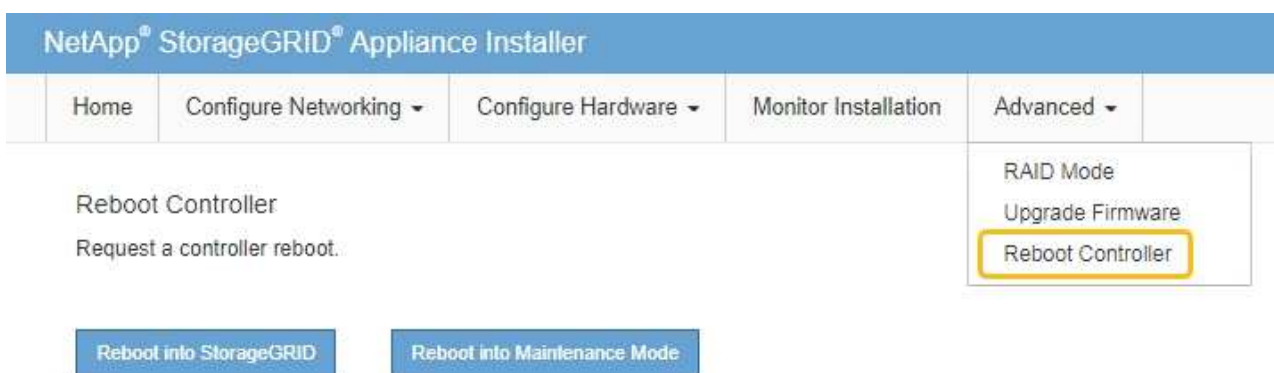 NetApp® StorageGRID® Appliance Installer
Home Configure Networking Configure Hardware Monitor Installation Advanced
RAID Mode
Upgrade Firmware
Reboot Controller
Reboot Controller
Request a controller reboot.
Reboot into StorageGRID Reboot into Maintenance Mode